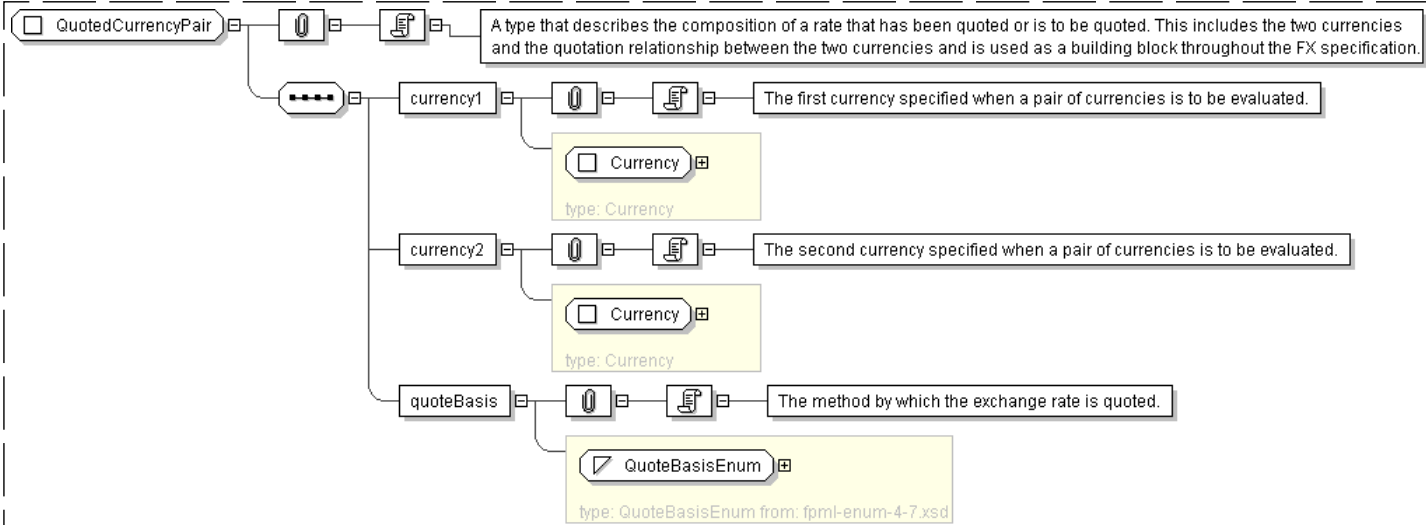 QuotedCurrencyPair
A type that describes the composition of a rate that has been quoted or is to be quoted. This includes the two currencies
and the quotation relationship between the two currencies and is used as a building block throughout the FX specification.
currency1
The first currency specified when a pair of currencies is to be evaluated.
Currency
type: Currency
currency2
The second currency specified when a pair of currencies is to be evaluated.
Currency
type: Currency
quoteBasis
The method by which the exchange rate is quoted.
QuoteBasisEnum
type: QuoteBasisEnum from: fpml-enum-4-7.xsd